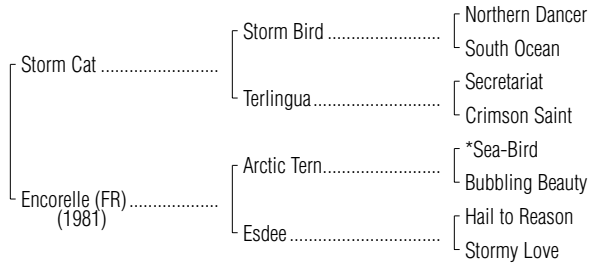 Northern Dancer
Storm Bird ..............................
South Ocean
Storm Cat ...............................
Secretariat
Terlingua .................................
Crimson Saint
*Sea-Bird
Arctic Tern...............................
Bubbling Beauty
Encorelle (FR) .......................
(1981)
Hail to Reason
Esdee .......................................
Stormy Love